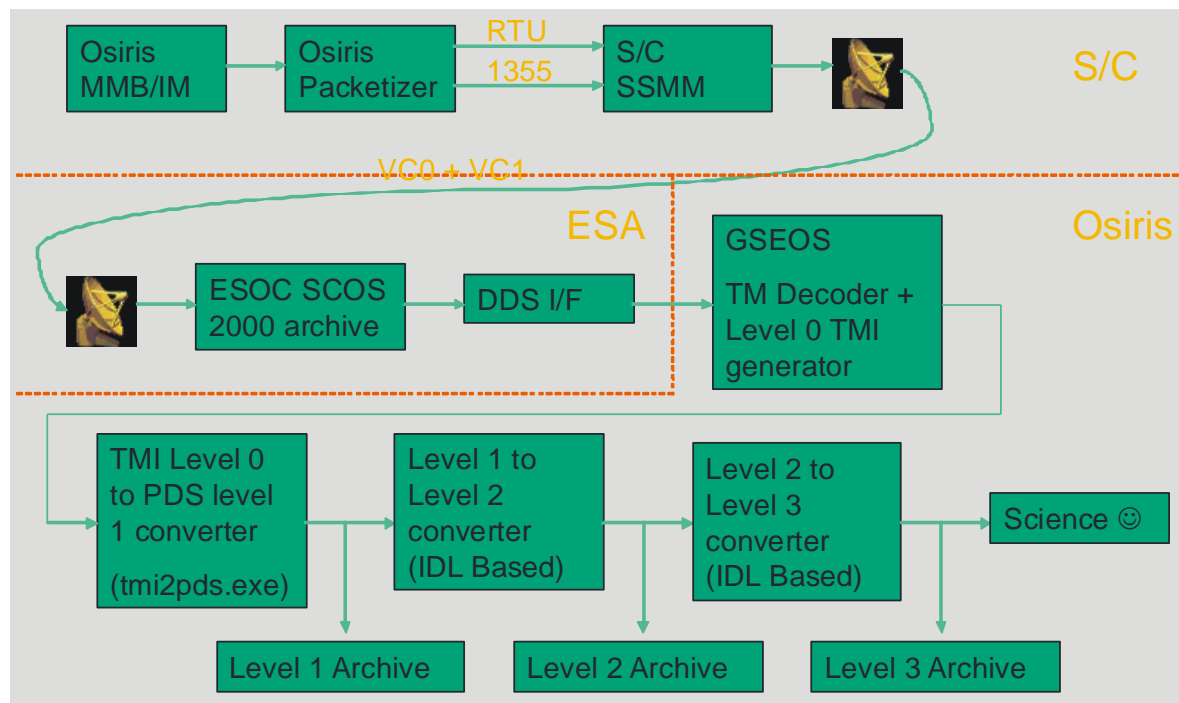 Osiris
MMB/IM
Osiris
Packetizer
RTU
1355
S/C
SSMM
S/C
VC0 + VC1
ESA
Osiris
ESOC SCOS
2000 archive
DDS I/F
GSEOS
TM Decoder +
Level 0 TMI
generator
TMI Level 0
to PDS level
1 converter
(tmi2pds.exe)
Level 1 to
Level 2
converter
(IDL Based)
Level 2 to
Level 3
converter
(IDL Based)
Science ☺
Level 1 Archive
Level 2 Archive
Level 3 Archive